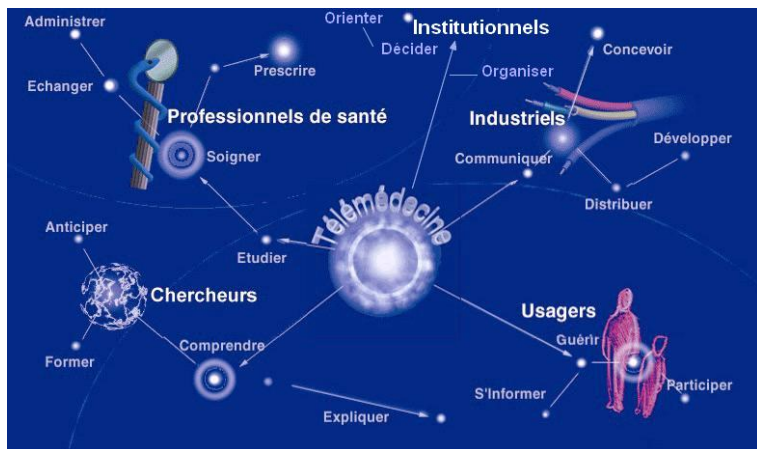 Administrer
Orienter
Institutionnels
Décider
Concevoir
Prescrire
Organiser
Echanger
Professionnels de santé
Industriels
Développer
Soigner
Communiquer
Distribuer
Télémédecine
Anticiper
Etudier
Chercheurs
Usagers
Guérir
Comprendre
Former
Participer
S'Informer
Expliquer